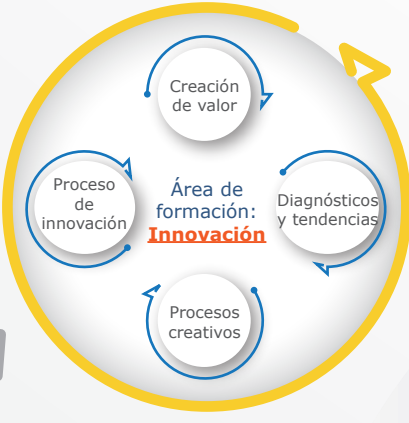 Creación
de valor
Proceso
de
innovación
Área de
formación:
Innovación
Diagnósticos
y tendencias
Procesos
creativos